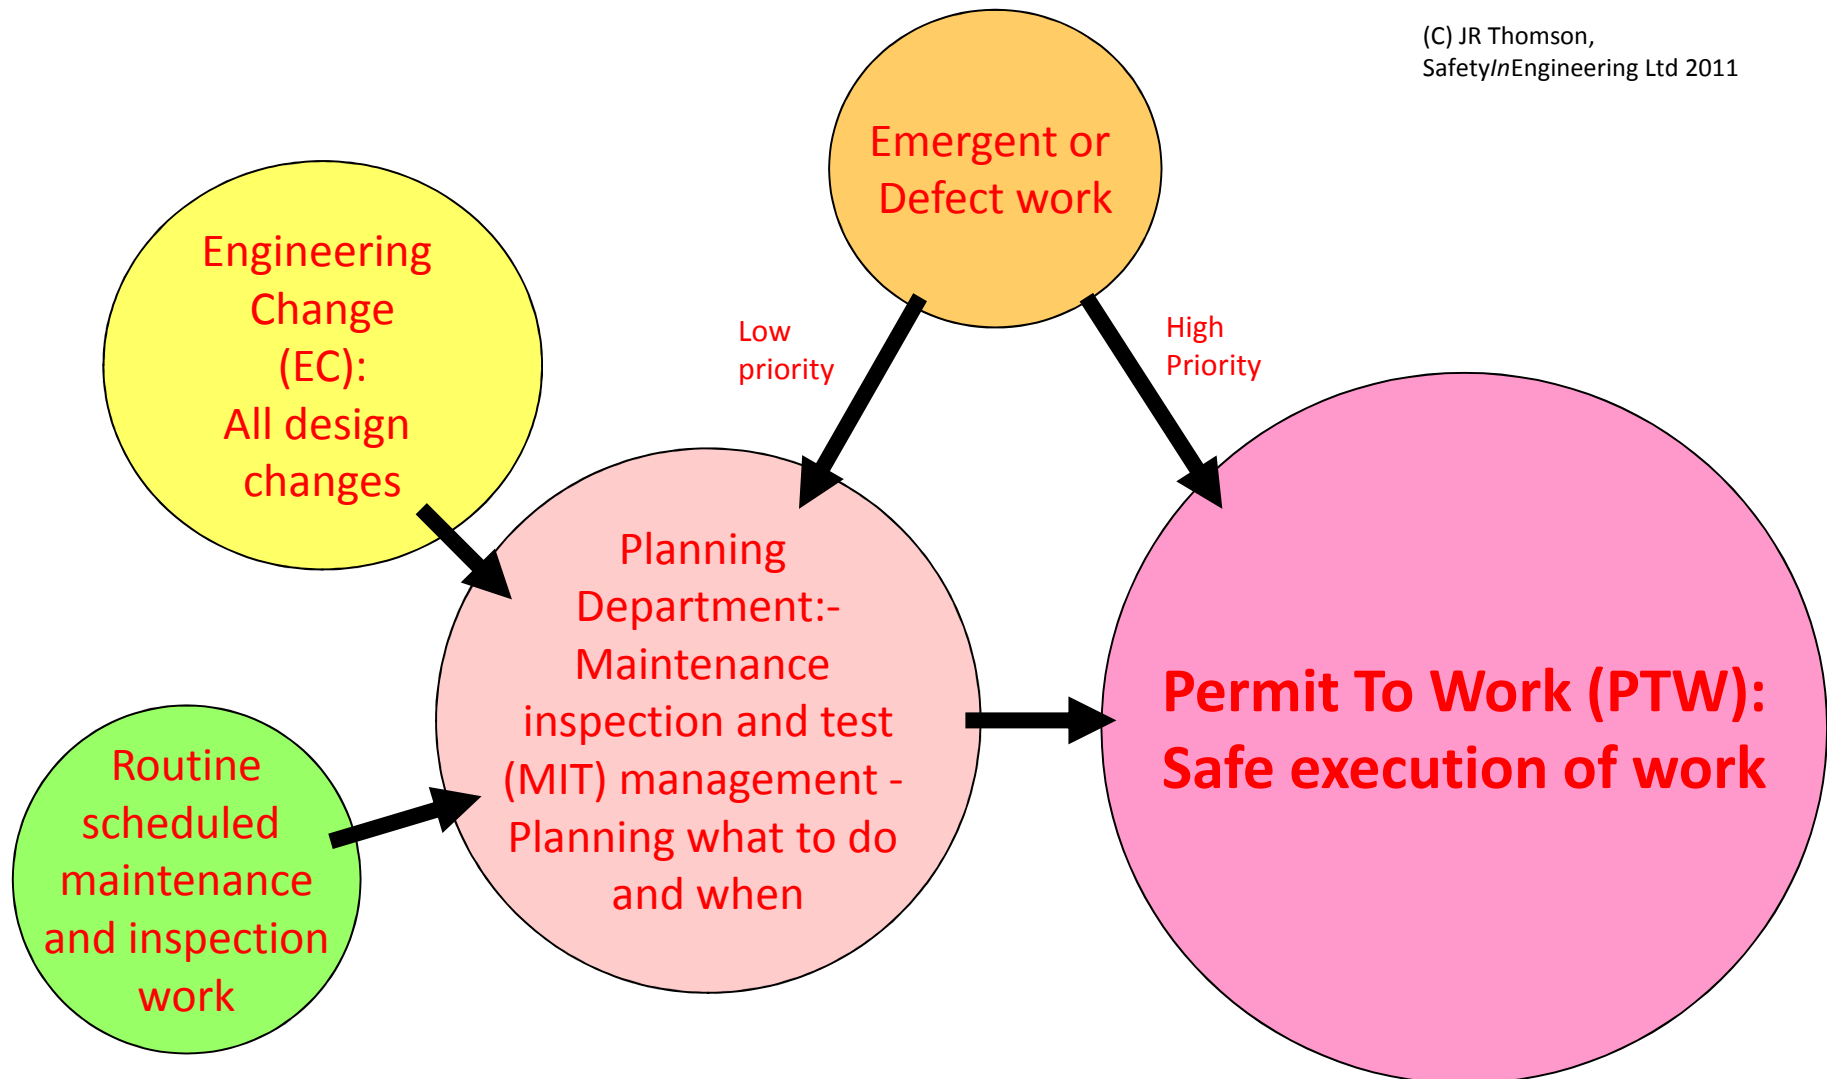 (C) JR Thomson,
SafetyInEngineering Ltd 2011
Emergent or
Defect work
Engineering
Change
(EC):
All design
changes
Low
priority
High
Priority
Planning
Department:-
Maintenance
inspection and test
(MIT) management -
Planning what to do
and when
Permit To Work (PTW):
Safe execution of work
Routine
scheduled
maintenance
and inspection
work